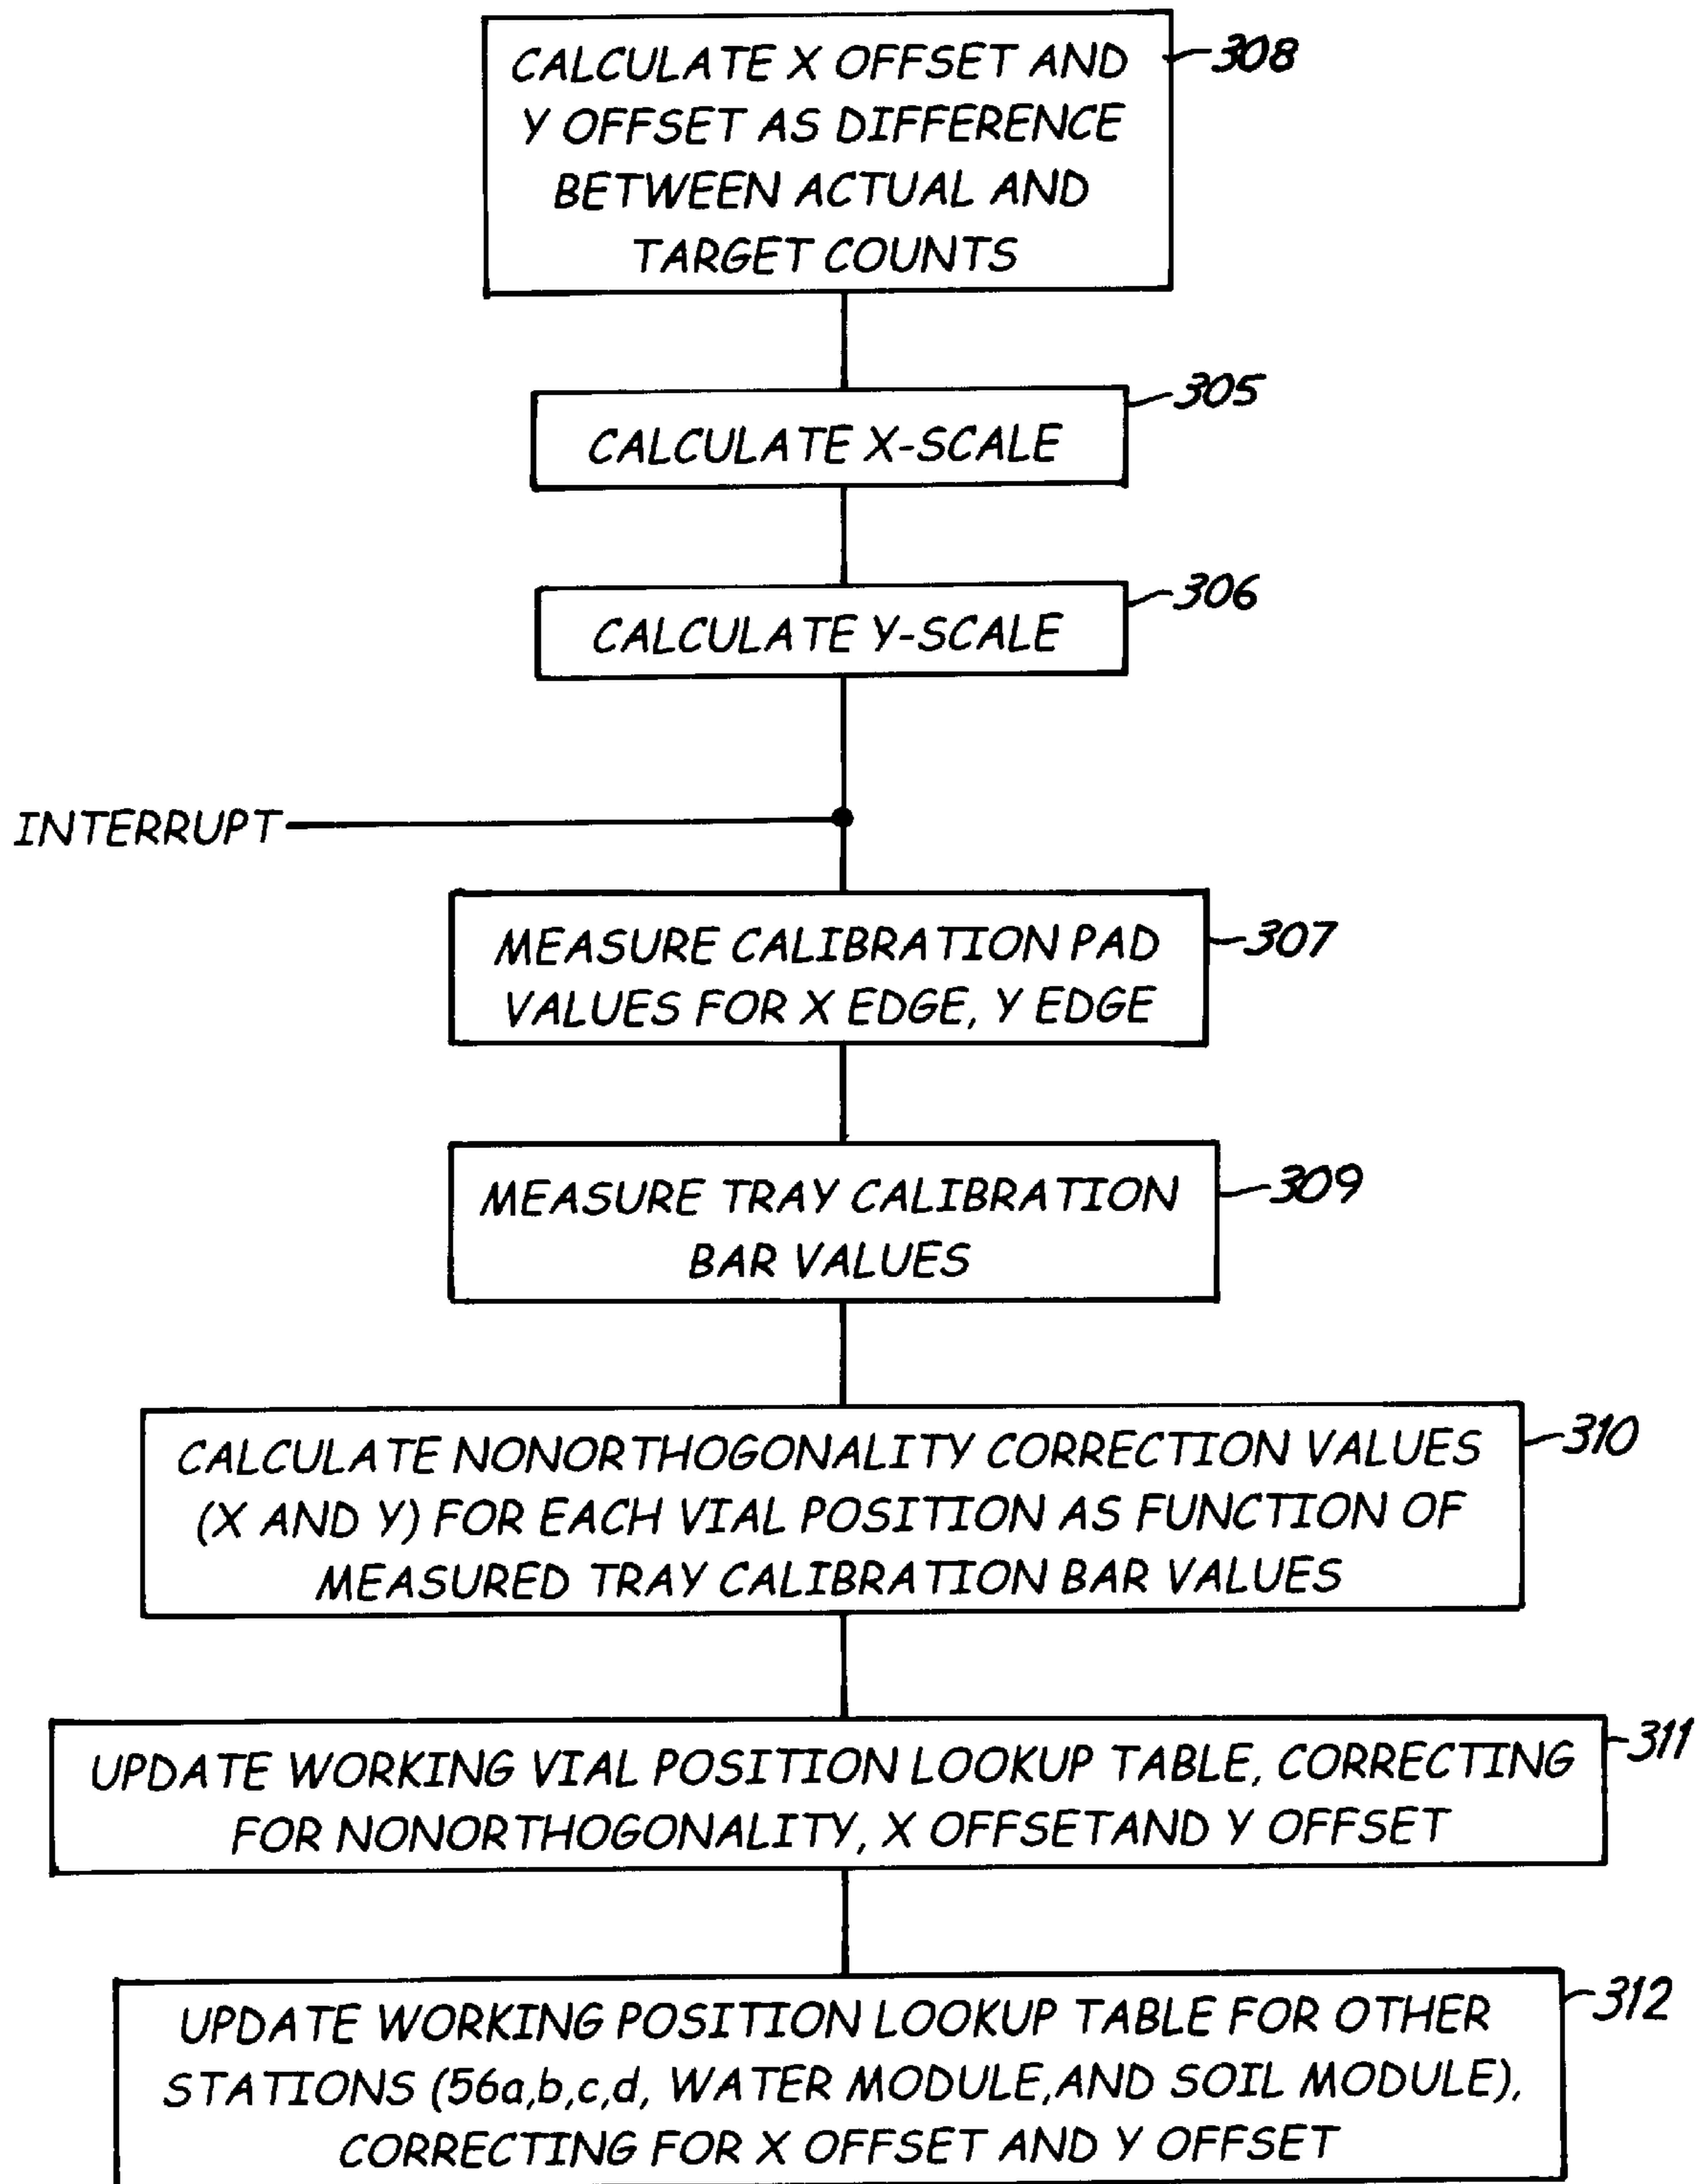 CALCULATE X OFFSET AND
Y OFFSET AS DIFFERENCE
BETWEEN ACTUAL AND
TARGET COUNTS
308
CALCULATE X-SCALE
305
CALCULATE Y-SCALE
306
INTERRUPT
MEASURE CALIBRATION PAD
VALUES FOR X EDGE, Y EDGE
307
MEASURE TRAY CALIBRATION
BAR VALUES
309
CALCULATE NONORTHOGONALITY CORRECTION VALUES
(X AND Y) FOR EACH VIAL POSITION AS FUNCTION OF
MEASURED TRAY CALIBRATION BAR VALUES
310
UPDATE WORKING VIAL POSITION LOOKUP TABLE, CORRECTING
FOR NONORTHOGONALITY, X OFFSETAND Y OFFSET
311
UPDATE WORKING POSITION LOOKUP TABLE FOR OTHER
STATIONS (56a,b,c,d, WATER MODULE,AND SOIL MODULE),
CORRECTING FOR X OFFSET AND Y OFFSET
312